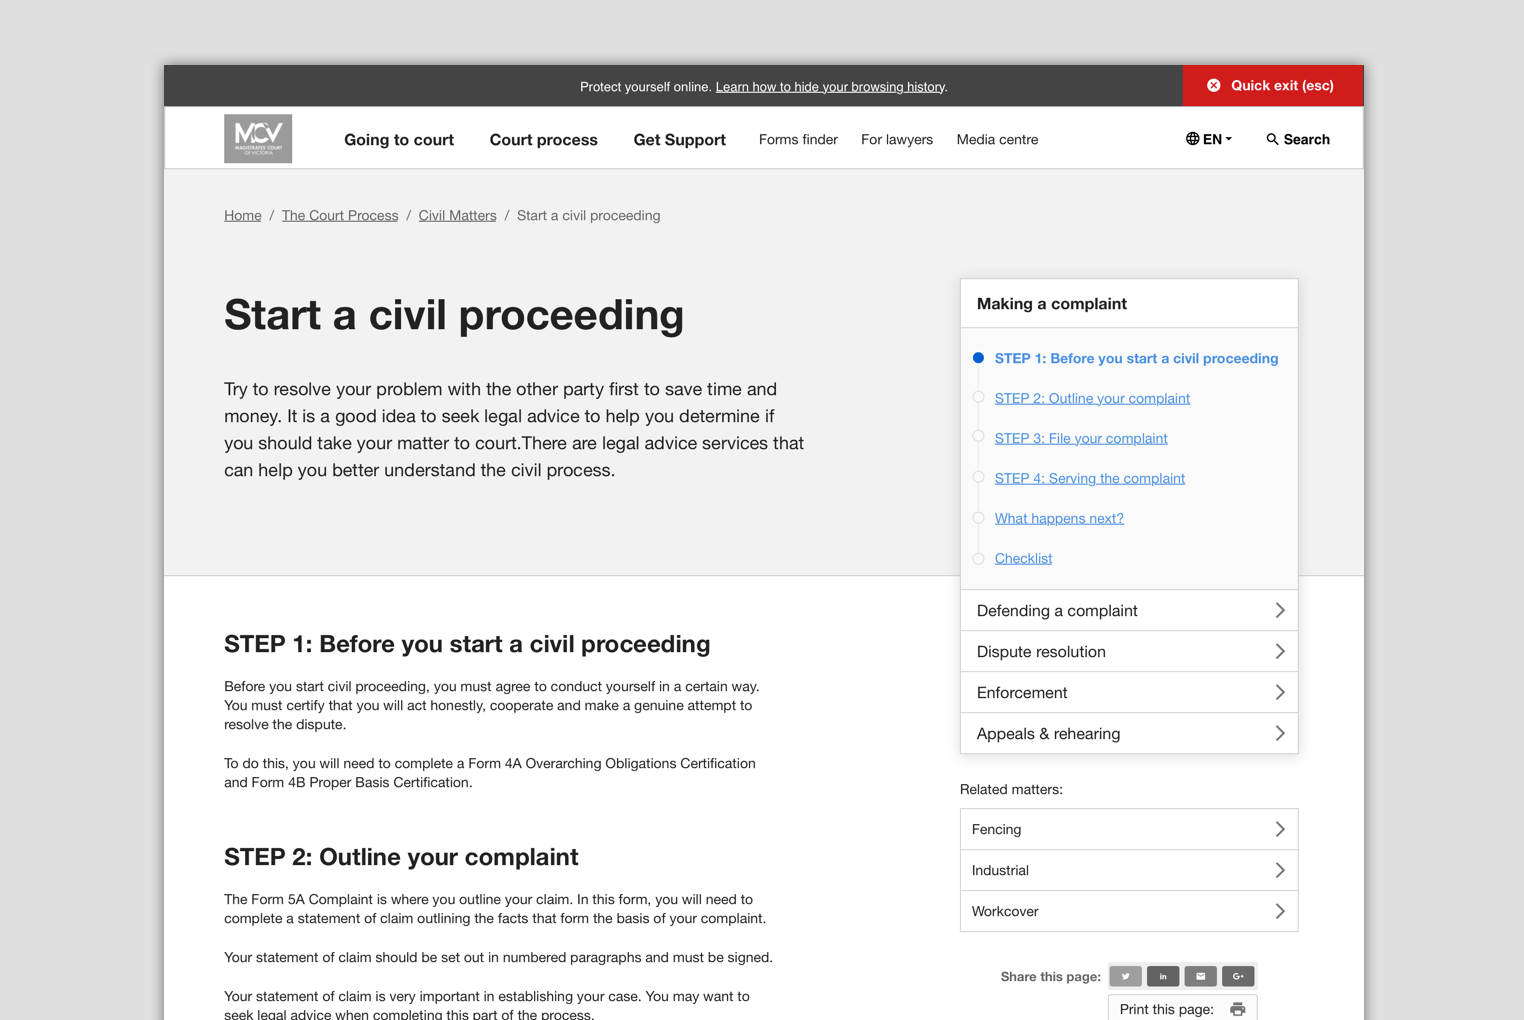 Protect yourself online. Learn how to hide your browsing history.
Quick exit (esc)
MCV
MAGISTRATES' COURT
OF VICTORIA
Going to court
Court process
Get Support
Forms finder
For lawyers
Media centre
EN
Search
Home / The Court Process / Civil Matters / Start a civil proceeding
Start a civil proceeding
Try to resolve your problem with the other party first to save time and
money. It is a good idea to seek legal advice to help you determine if
you should take your matter to court.There are legal advice services that
can help you better understand the civil process.
Making a complaint
STEP 1: Before you start a civil proceeding
STEP 2: Outline your complaint
STEP 3: File your complaint
STEP 4: Serving the complaint
What happens next?
Checklist
Defending a complaint
Dispute resolution
Enforcement
Appeals & rehearing
STEP 1: Before you start a civil proceeding
Before you start civil proceeding, you must agree to conduct yourself in a certain way.
You must certify that you will act honestly, cooperate and make a genuine attempt to
resolve the dispute.
To do this, you will need to complete a Form 4A Overarching Obligations Certification
and Form 4B Proper Basis Certification.
STEP 2: Outline your complaint
The Form 5A Complaint is where you outline your claim. In this form, you will need to
complete a statement of claim outlining the facts that form the basis of your complaint.
Your statement of claim should be set out in numbered paragraphs and must be signed.
Your statement of claim is very important in establishing your case. You may want to
seek legal advice when completing this part of the process.
Related matters:
Fencing
Industrial
Workcover
Share this page:
in
G+
Print this page: